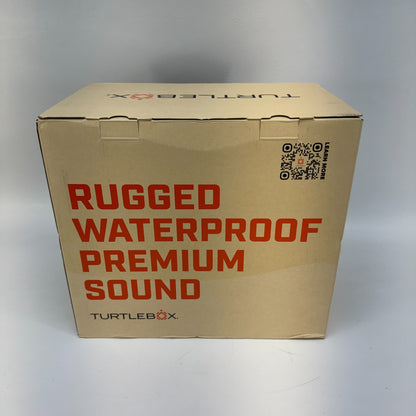 TURTLEBOX.
LEARN MORE
RUGGED
WATERPROOF
PREMIUM
SOUND
TURTLEBOX.